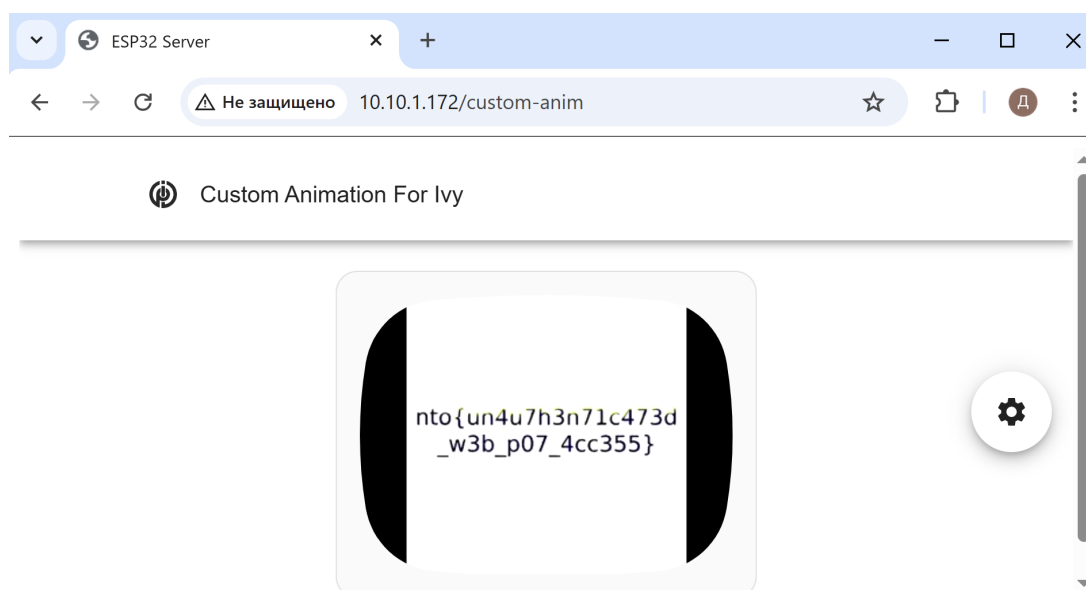 ESP32 Server
Не защищено 10.10.1.172/custom-anim
Д
Custom Animation For Ivy
nto{un4u7h3n71c473d
_w3b_p07_4cc355}